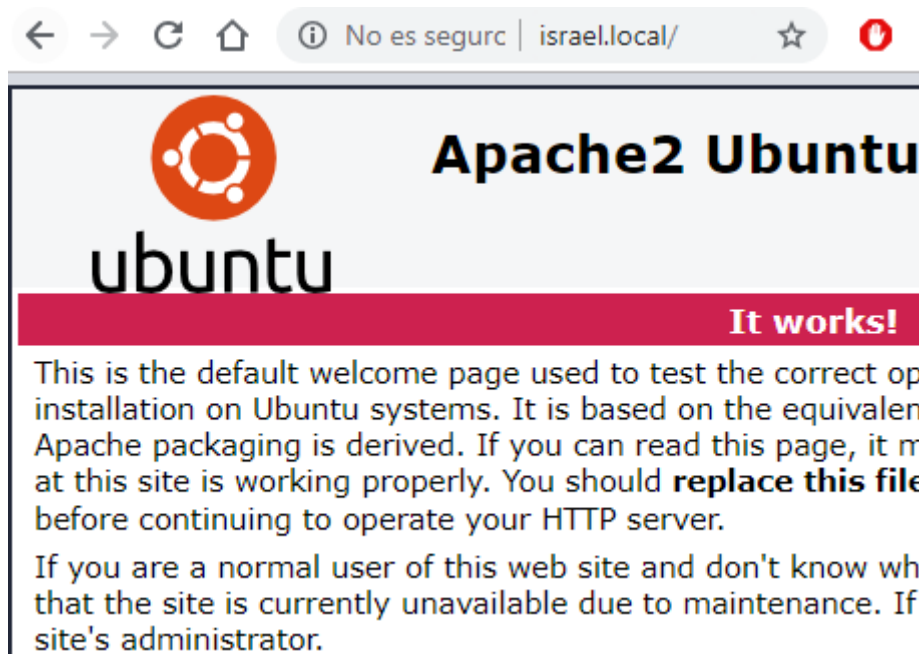 No es segurc israel.local/
Apache2 Ubuntu
ubuntu
It works!
This is the default welcome page used to test the correct op
installation on Ubuntu systems. It is based on the equivalen
Apache packaging is derived. If you can read this page, it m
at this site is working properly. You should replace this file
before continuing to operate your HTTP server.
If you are a normal user of this web site and don't know wh
that the site is currently unavailable due to maintenance. If
site's administrator.